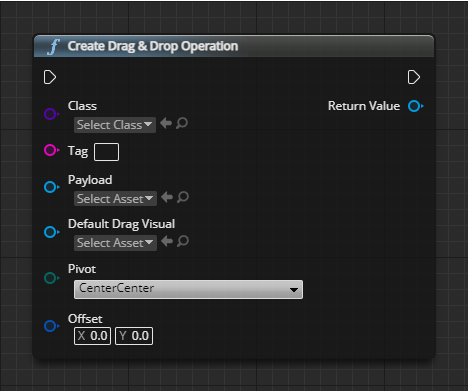 f Create Drag & Drop Operation
Class Return Value
Select Class
Tag
Payload
Select Asset
Default Drag Visual
Select Asset
Pivot
CenterCenter
Offset
X 0.0 Y 0.0